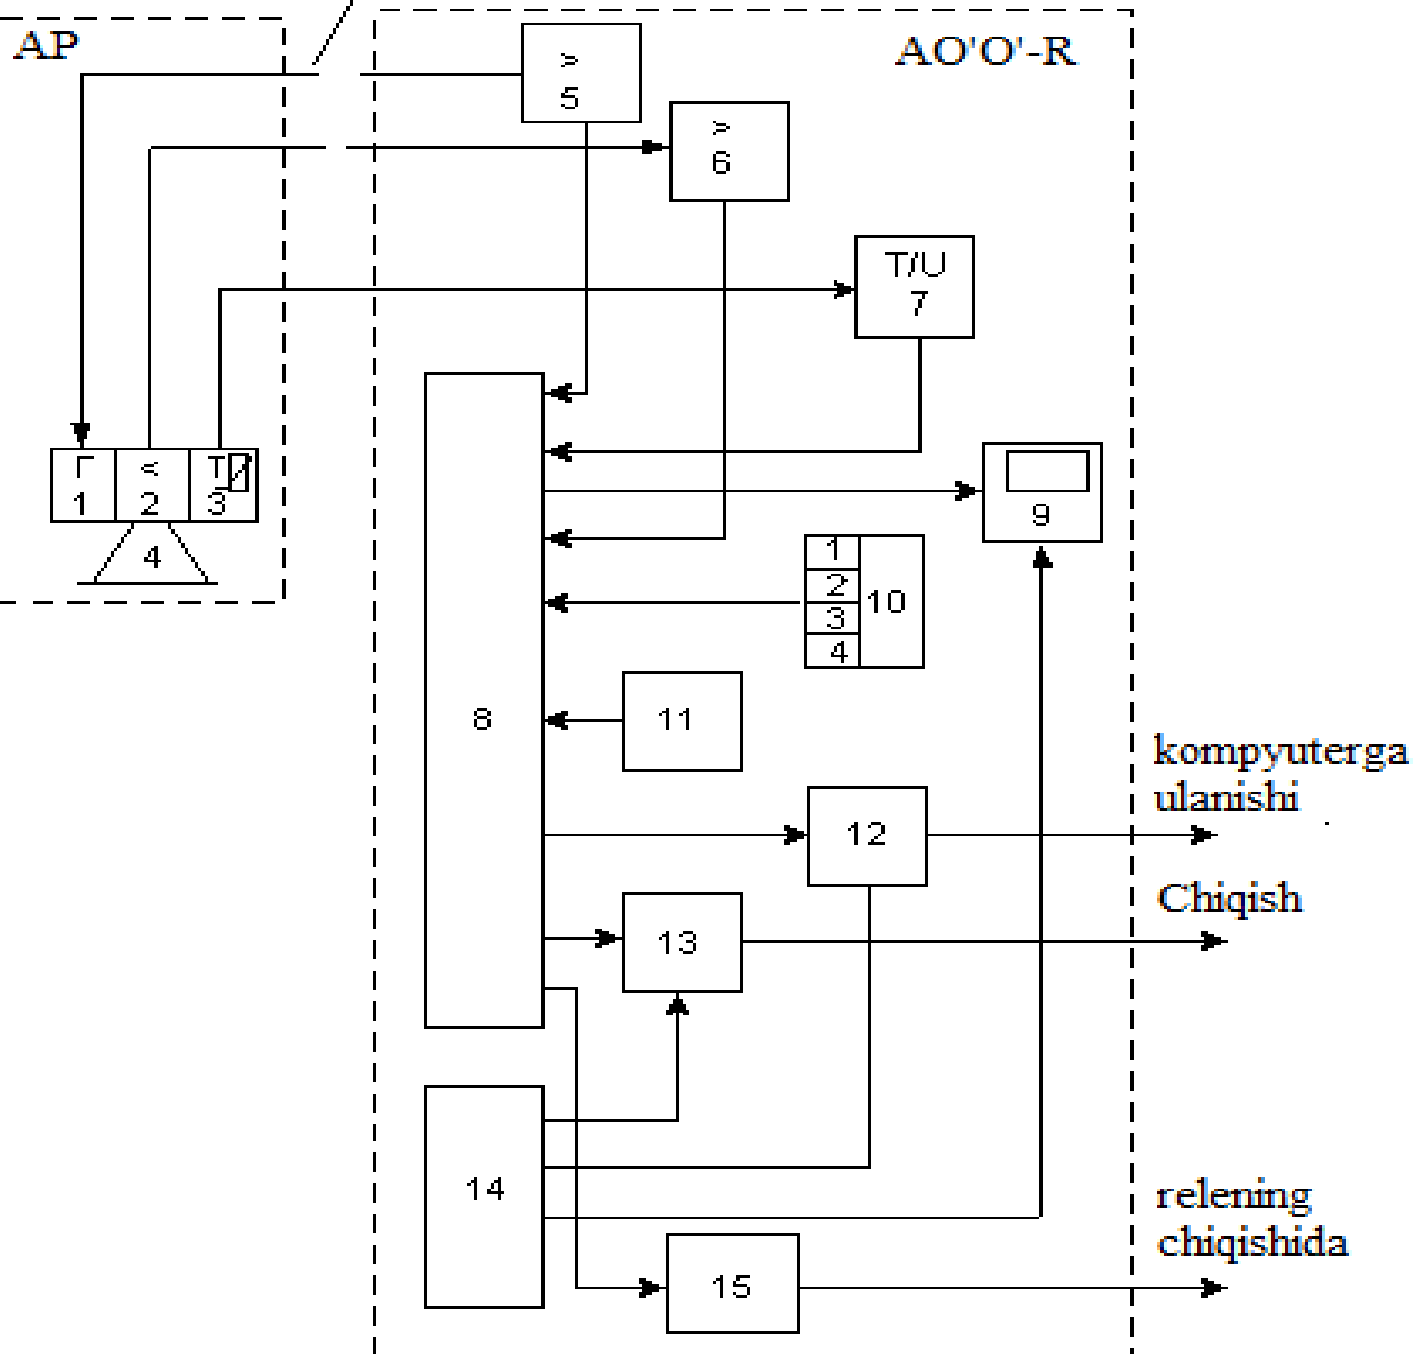 AP
AO'O'-R
>
5
>
6
T/U
7
Г
1
<
2
T
3
4
8
9
1
2
3
4
10
11
kompyuterga
ulanishi
12
Chiqish
13
14
relening
chiqishida
15